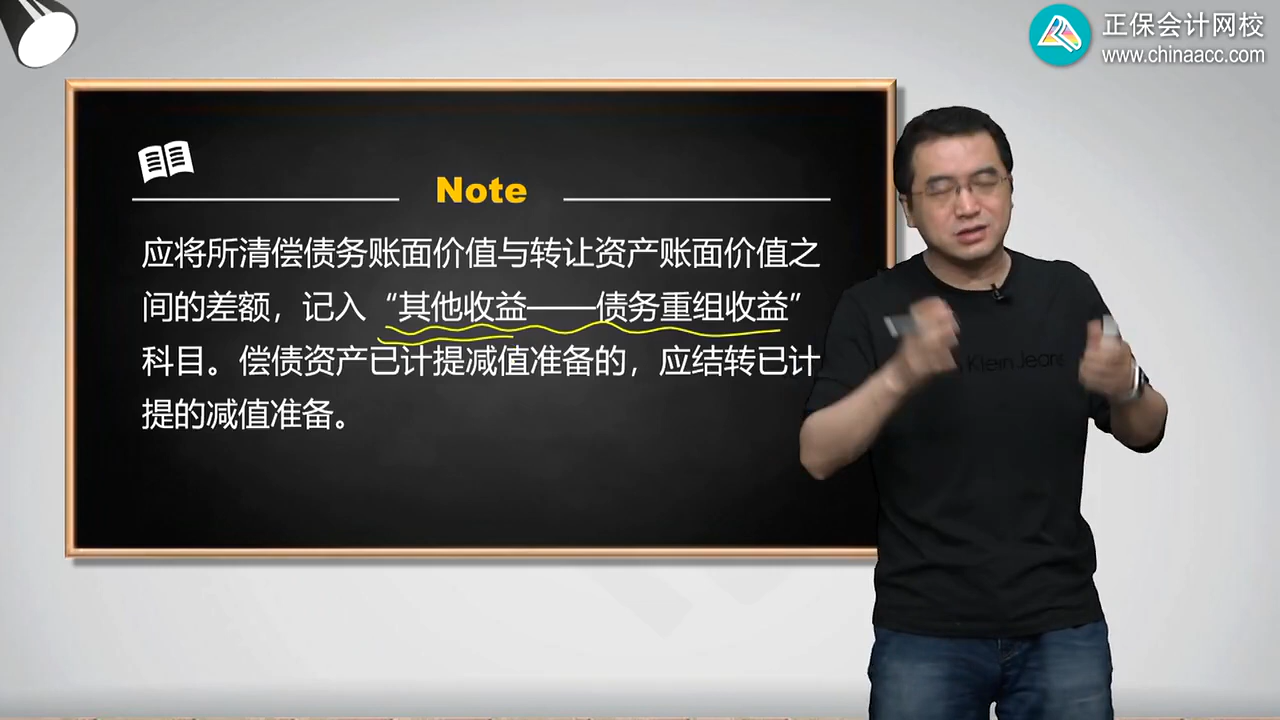 正保会计网校
www.chinaacc.com
Note
应将所清偿债务账面价值与转让资产账面价值之
间的差额，记入“其他收益——债务重组收益”
科目。偿债资产已计提减值准备的，应结转已计
提的减值准备。
Klein Jeans